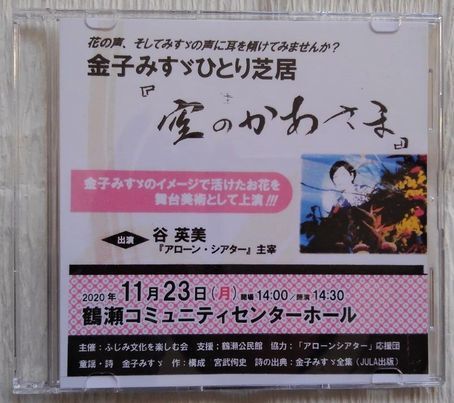 花の声、そしてみすゞの声に耳を傾けてみませんか？
金子みすゞひとり芝居
『空のかあさま』
金子みすゞのイメージで活けたお花を
舞台美術として上演!!!
出演 谷 英美
『アローン・シアター』主宰
2020年 11月23日(月) 開場 14:00／開演 14:30
鶴瀬コミュニティセンターホール
主催：ふじみ文化を楽しむ会 支援：鶴瀬公民館 協力：「アローンシアター」応援団
童謡・詩 金子みすゞ 作：構成 宮武侚史 詩の出典：金子みすゞ全集（JULA出版）